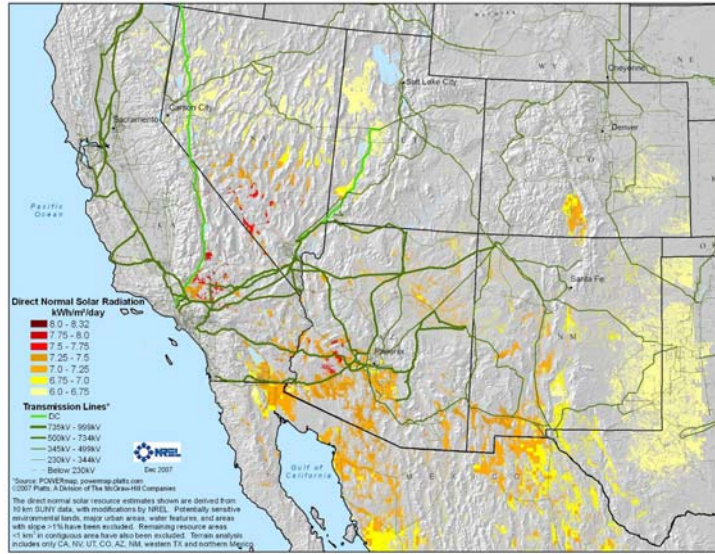 WY
NE
Cheyenne
Salt Lake City
Carson City
Sacramento
NV
UT
Denver
CO
Pacific
Ocean
CA
Santa Fe
NM
Phoenix
Direct Normal Solar Radiation
kWh/m²/day
8.0 - 8.32
7.75 - 8.0
7.5 - 7.75
7.25 - 7.5
7.0 - 7.25
6.75 - 7.0
6.0 - 6.75
Transmission Lines*
DC
735kV - 999kV
500kV - 734kV
345kV - 499kV
230kV - 344kV
Below 230kV
NREL
Dec 2007
Gulf of
California
*Source: POWERmap, powermap.platts.com
©2007 Platts, A Division of The McGraw-Hill Companies
The direct normal solar resource estimates shown are derived from
10 km SUNY data, with modifications by NREL. Potentially sensitive
environmental lands, major urban areas, water features, and areas
with slope >1% have been excluded. Remaining resource areas
<1 km² in contiguous area have also been excluded. Terrain analysis
includes only CA, NV, UT, CO, AZ, NM, western TX and northern Mexico.